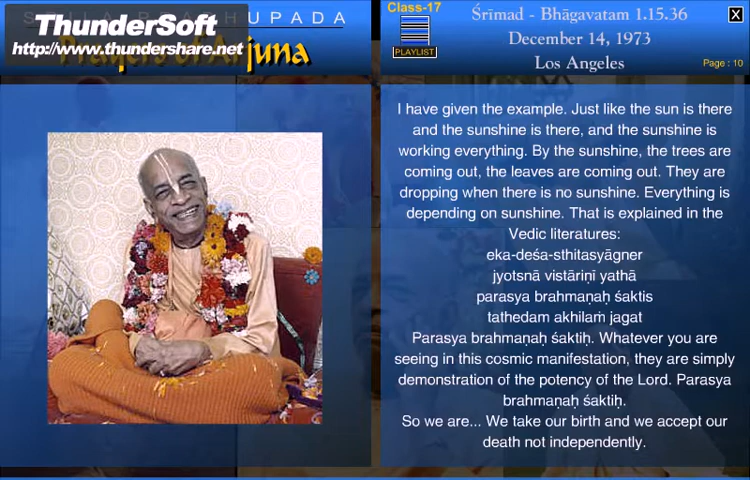 ThunderSoft
http://www.thundershare.net
PRABHUPADA
Prayers of Arjuna
Class-17
PLAYLIST
Śrīmad - Bhāgavatam 1.15.36
December 14, 1973
Los Angeles
X
Page : 10
I have given the example. Just like the sun is there
and the sunshine is there, and the sunshine is
working everything. By the sunshine, the trees are
coming out, the leaves are coming out. They are
dropping when there is no sunshine. Everything is
depending on sunshine. That is explained in the
Vedic literatures:
eka-deśa-sthitasyāgner
jyotsnā vistāriṇī yathā
parasya brahmaṇaḥ śaktis
tathedam akhilaṁ jagat
Parasya brahmaṇaḥ śaktiḥ. Whatever you are
seeing in this cosmic manifestation, they are simply
demonstration of the potency of the Lord. Parasya
brahmaṇaḥ śaktiḥ.
So we are... We take our birth and we accept our
death not independently.